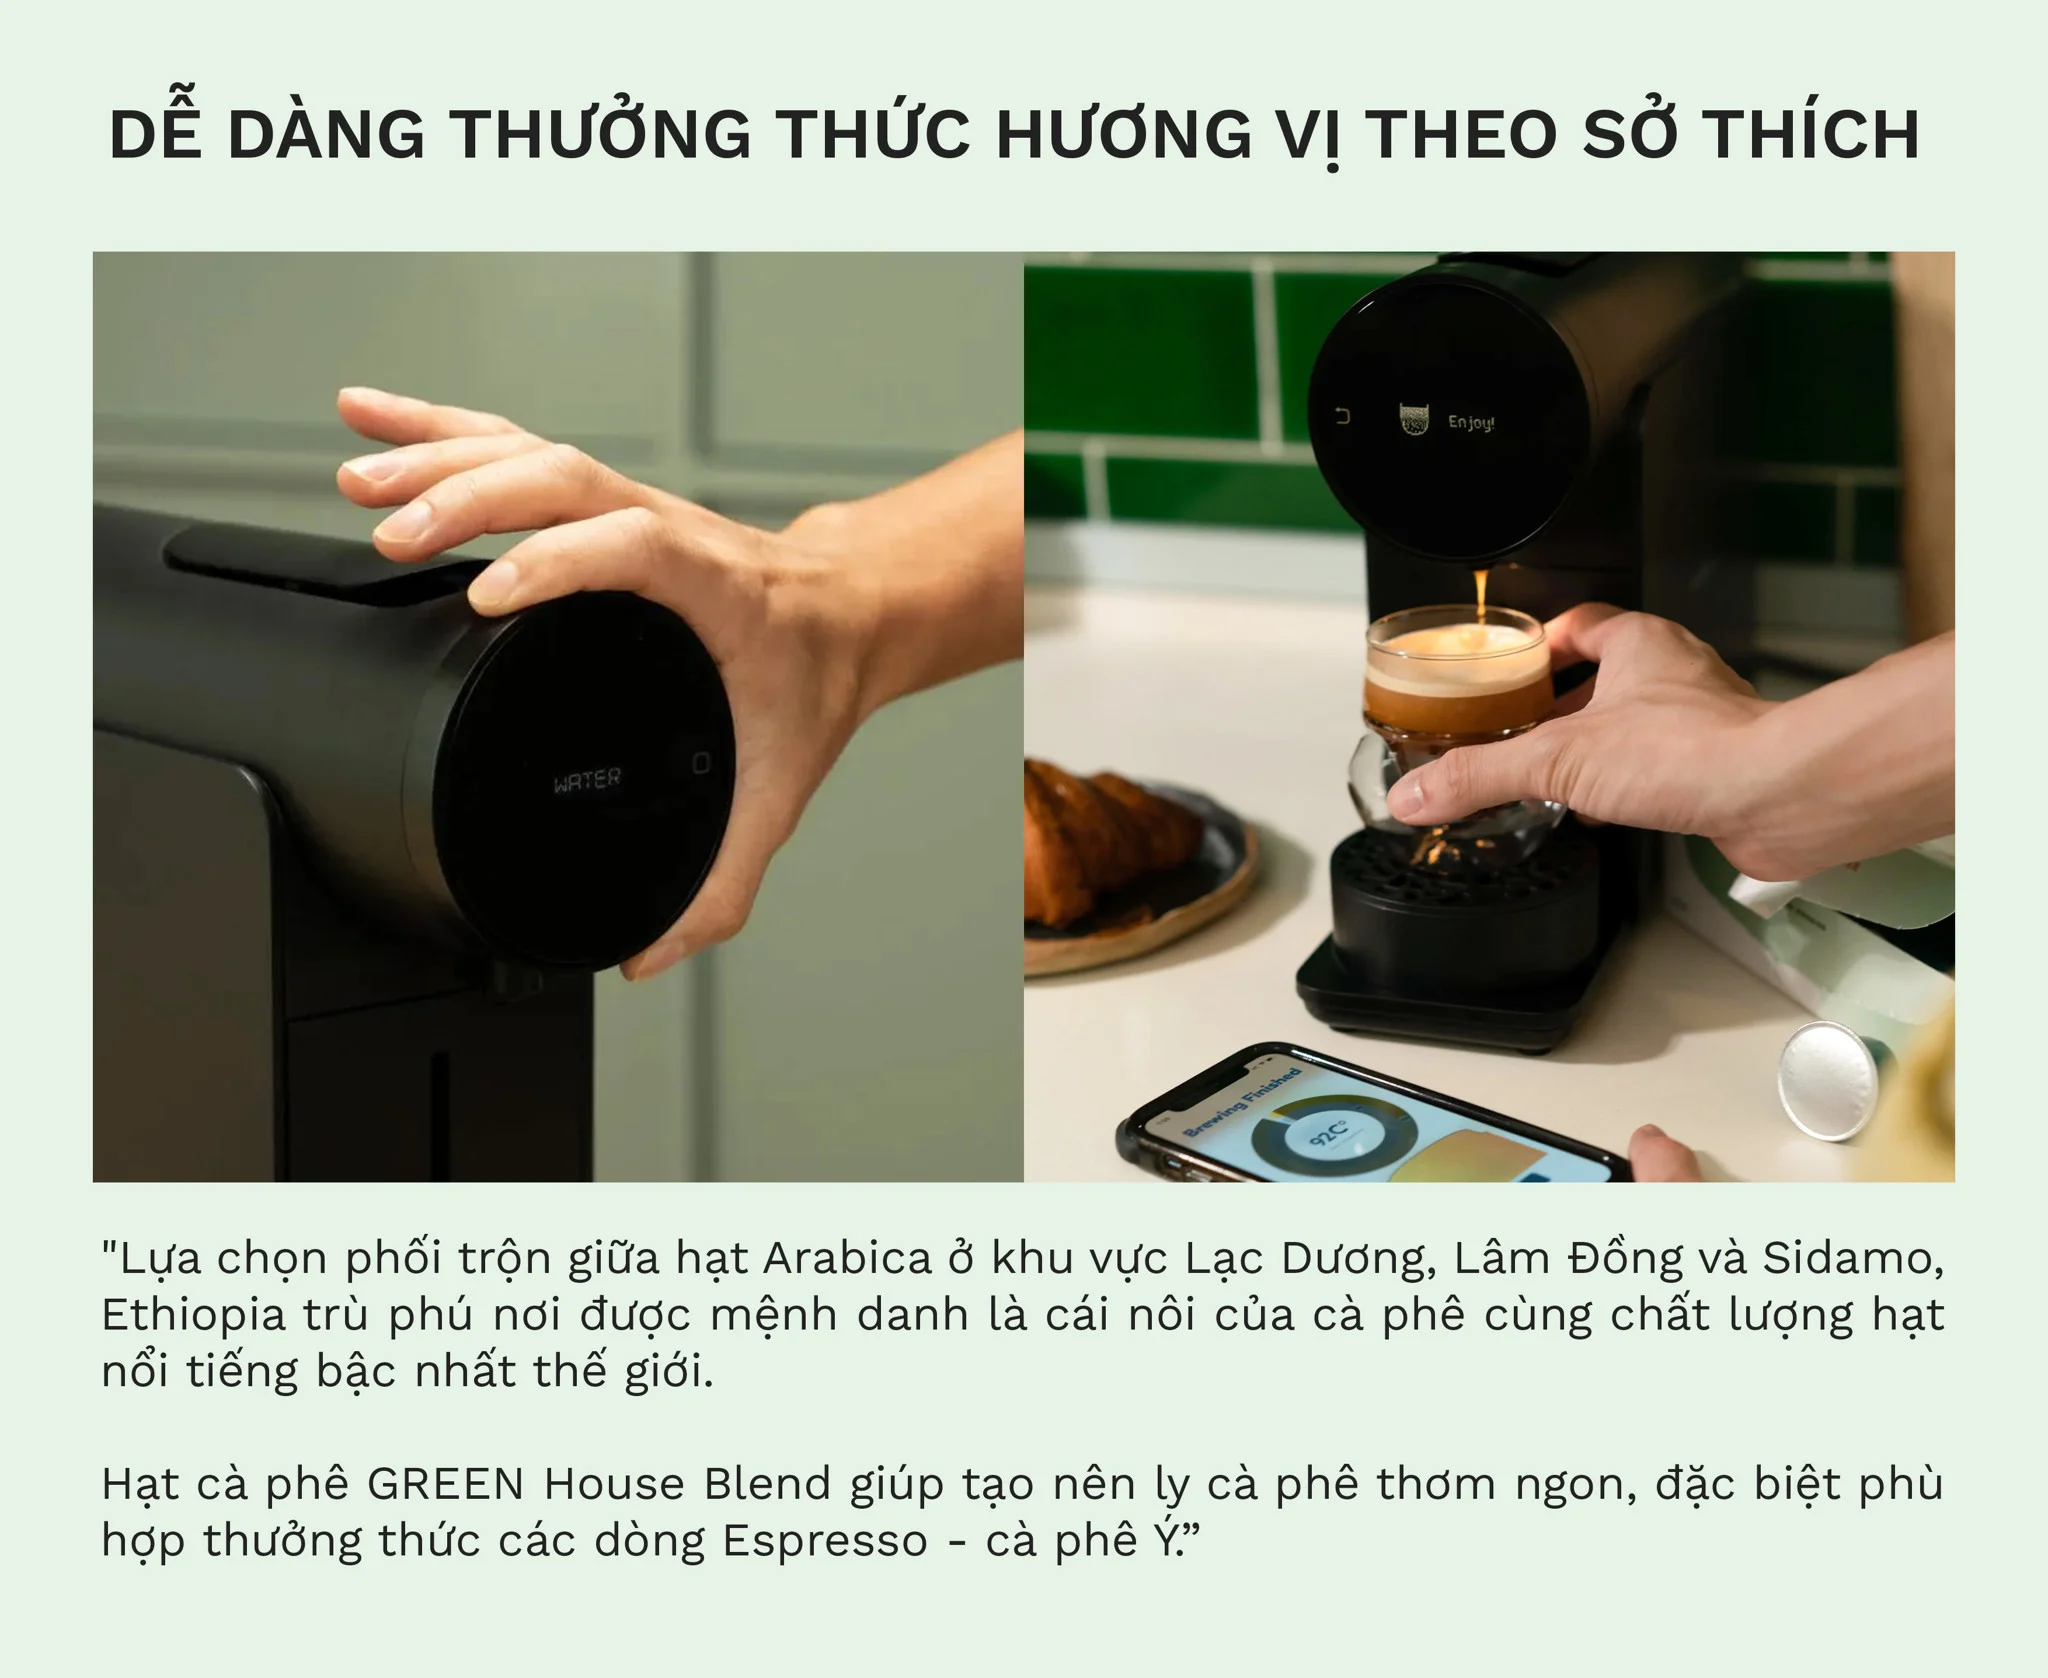 DỄ DÀNG THƯỞNG THỨC HƯƠNG VỊ THEO SỞ THÍCH
WATER
Enjoy!
Brewing Finished
92C°
"Lựa chọn phối trộn giữa hạt Arabica ở khu vực Lạc Dương, Lâm Đồng và Sidamo,
Ethiopia trù phú nơi được mệnh danh là cái nôi của cà phê cùng chất lượng hạt
nổi tiếng bậc nhất thế giới.
Hạt cà phê GREEN House Blend giúp tạo nên ly cà phê thơm ngon, đặc biệt phù
hợp thưởng thức các dòng Espresso - cà phê Ý.”